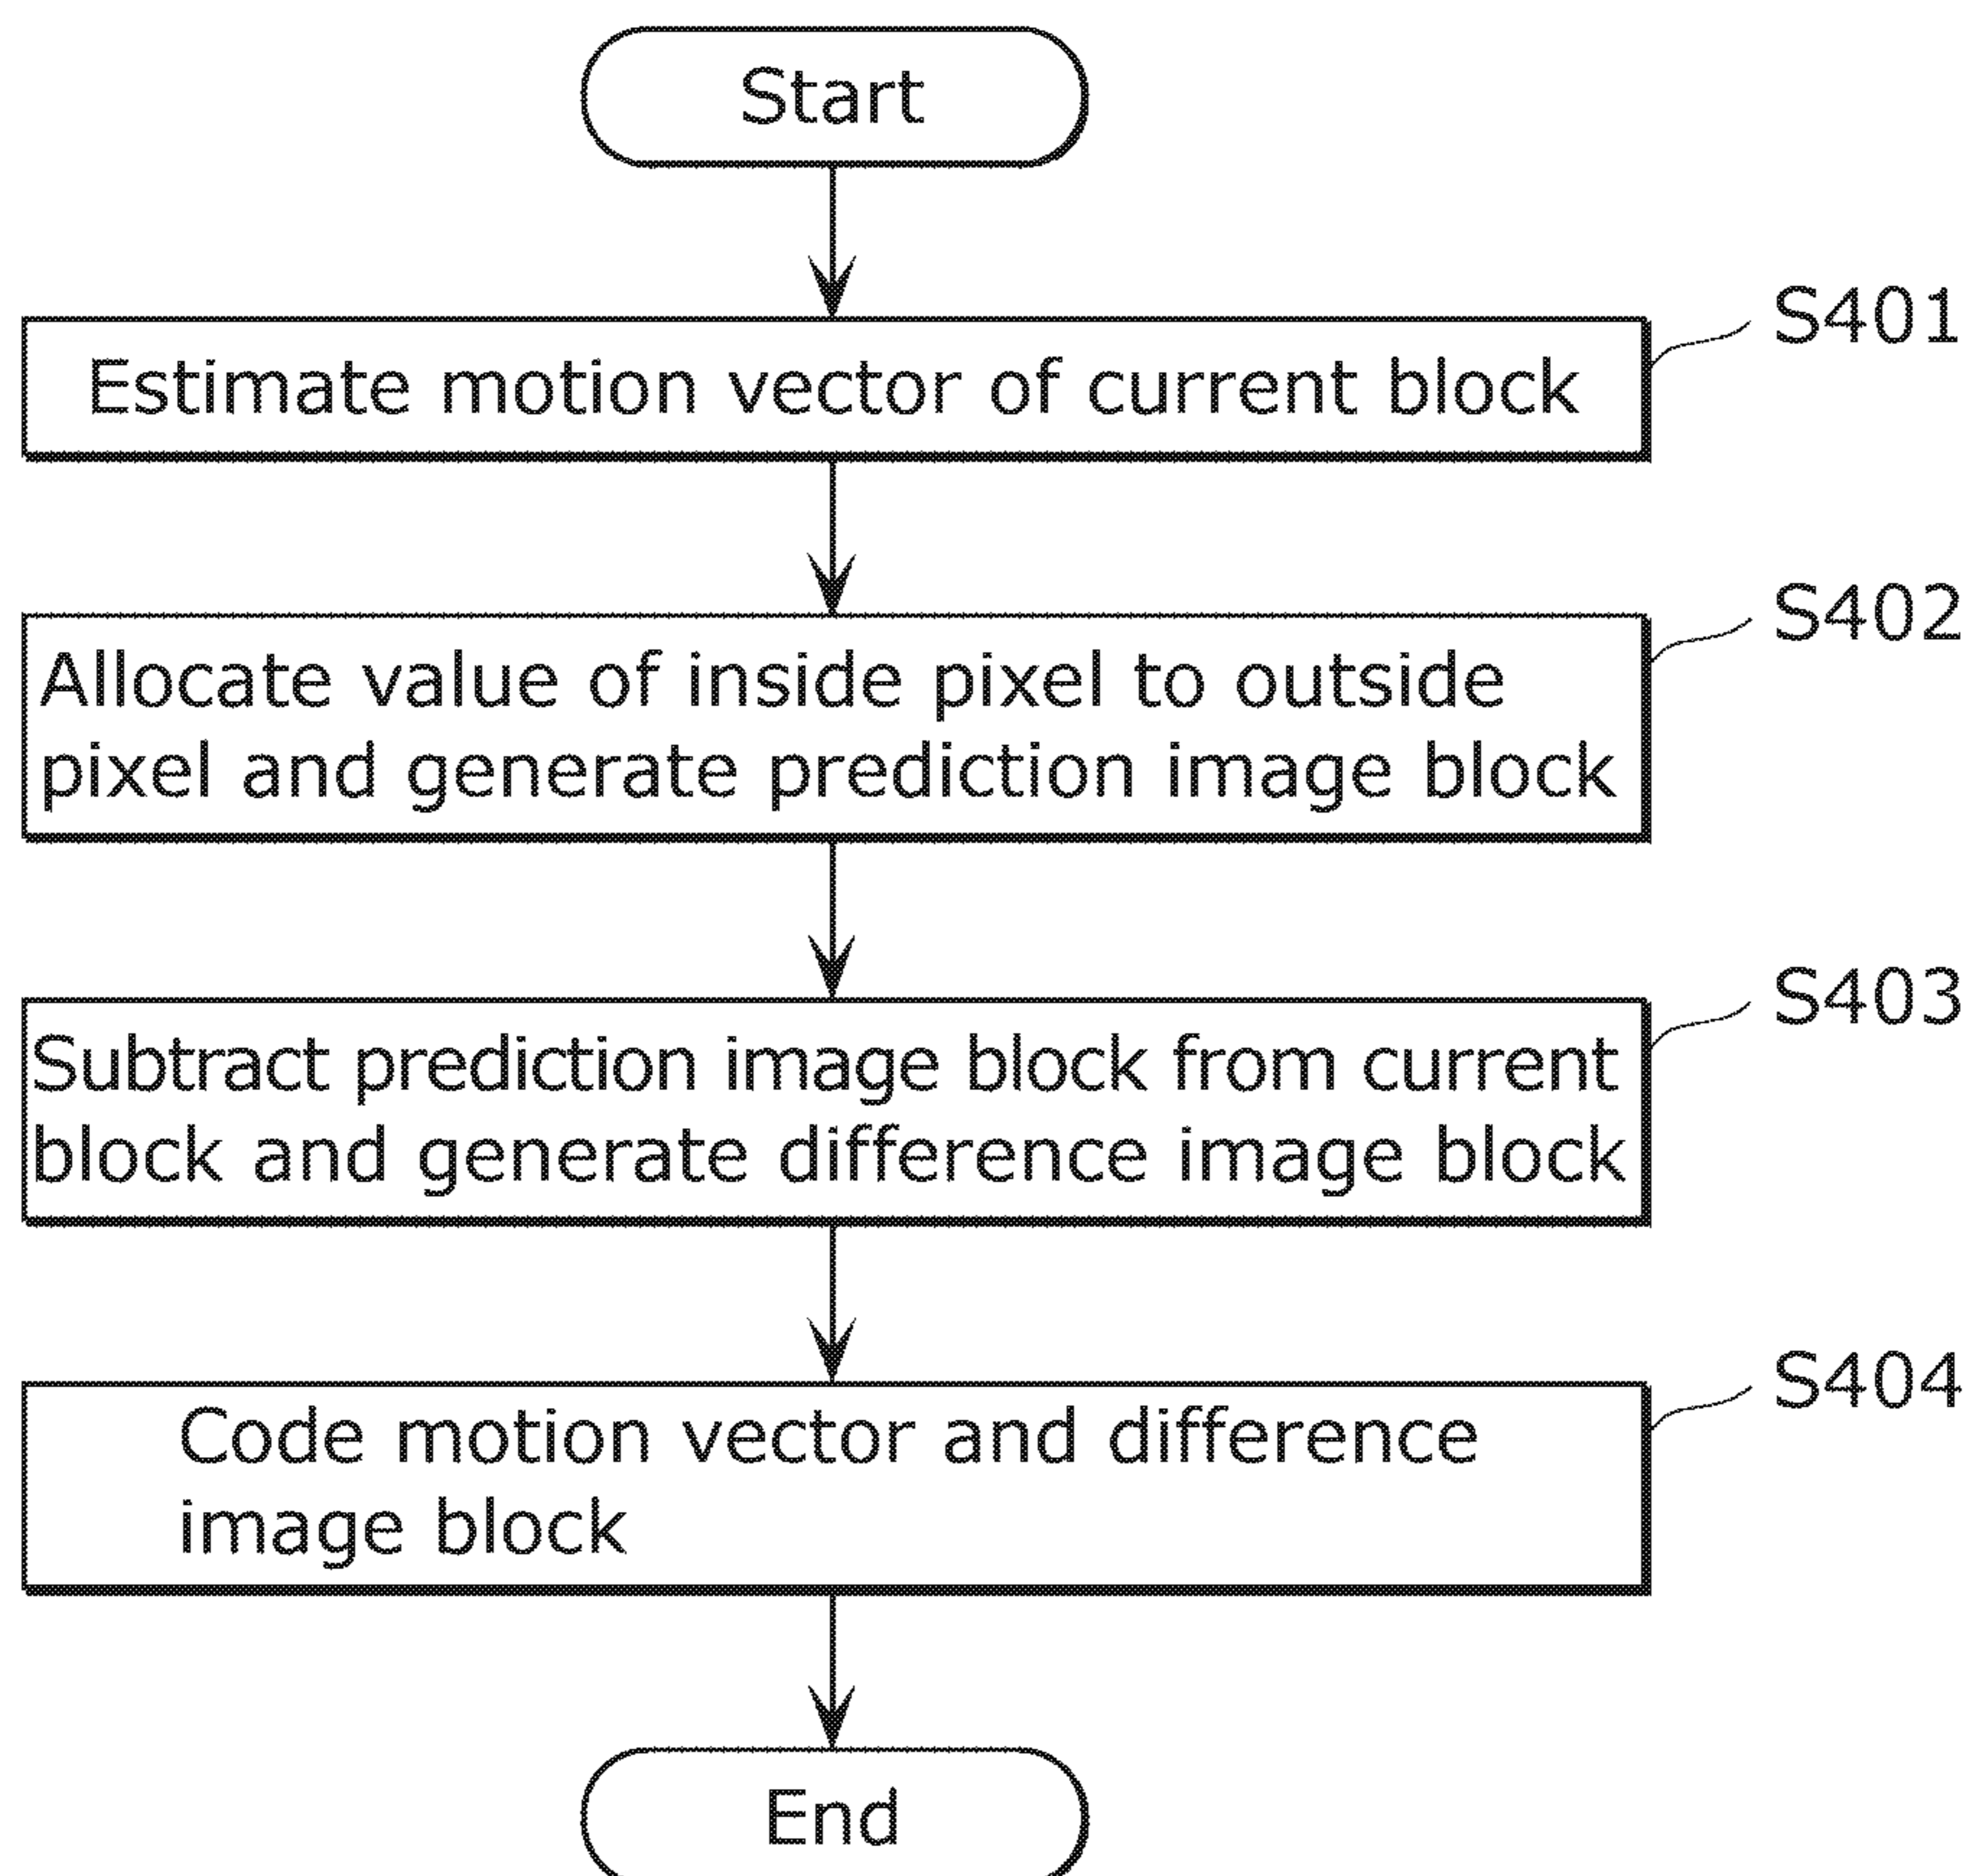 Start
S401
Estimate motion vector of current block
S402
Allocate value of inside pixel to outside
pixel and generate prediction image block
S403
Subtract prediction image block from current
block and generate difference image block
S404
Code motion vector and difference
image block
End